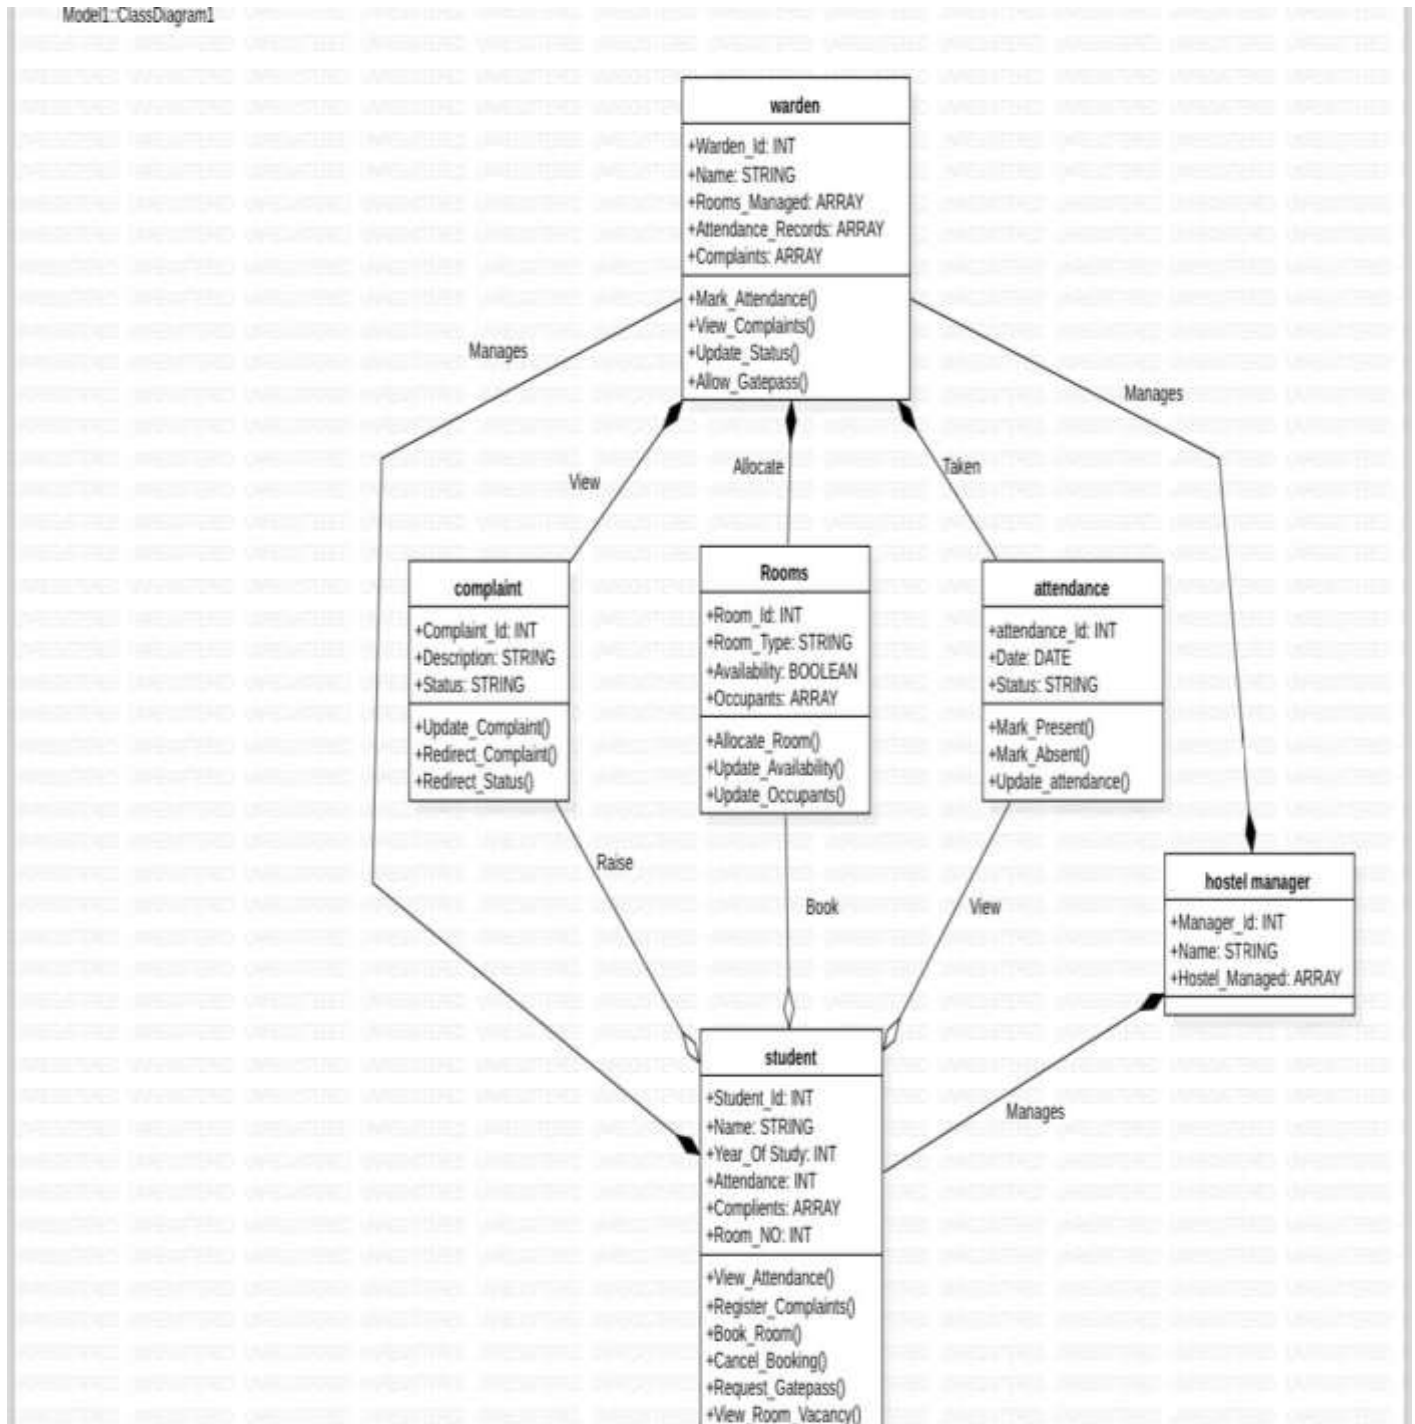 Model1::ClassDiagram1
warden
+Warden_Id: INT
+Name: STRING
+Rooms_Managed: ARRAY
+Attendance_Records: ARRAY
+Complaints: ARRAY
+Mark_Attendance()
+View_Complaints()
+Update_Status()
+Allow_Gatepass()
Manages
Manages
View
Allocate
Taken
complaint
+Complaint_Id: INT
+Description: STRING
+Status: STRING
+Update_Complaint()
+Redirect_Complaint()
+Redirect_Status()
Rooms
+Room_Id: INT
+Room_Type: STRING
+Availability: BOOLEAN
+Occupants: ARRAY
+Allocate_Room()
+Update_Availability()
+Update_Occupants()
attendance
+attendance_Id: INT
+Date: DATE
+Status: STRING
+Mark_Present()
+Mark_Absent()
+Update_attendance()
Raise
Book
View
hostel manager
+Manager_Id: INT
+Name: STRING
+Hostel_Managed: ARRAY
Manages
student
+Student_Id: INT
+Name: STRING
+Year_Of Study: INT
+Attendance: INT
+Complients: ARRAY
+Room_NO: INT
+View_Attendance()
+Register_Complaints()
+Book_Room()
+Cancel_Booking()
+Request_Gatepass()
+View_Room_Vacancy()